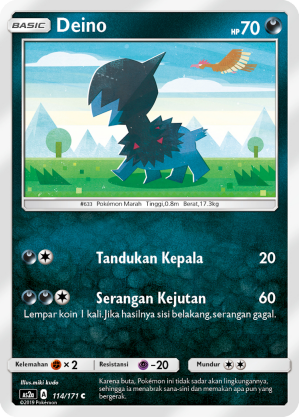 BASIC Deino HP70
#633 Pokémon Marah Tinggi,0.8m Berat,17.3kg
Tandukan Kepala 20
Serangan Kejutan 60
Lempar koin 1 kali. Jika hasilnya sisi belakang, serangan gagal.
Kelemahan ×2 Resistansi -20 Mundur
Illus.miki kudo
Karena buta, Pokémon ini tidak sadar akan lingkungannya,
sehingga ia menabrak sana-sini dan memakan apa pun yang
bergerak.
A 114/171 C
©2019 Pokémon